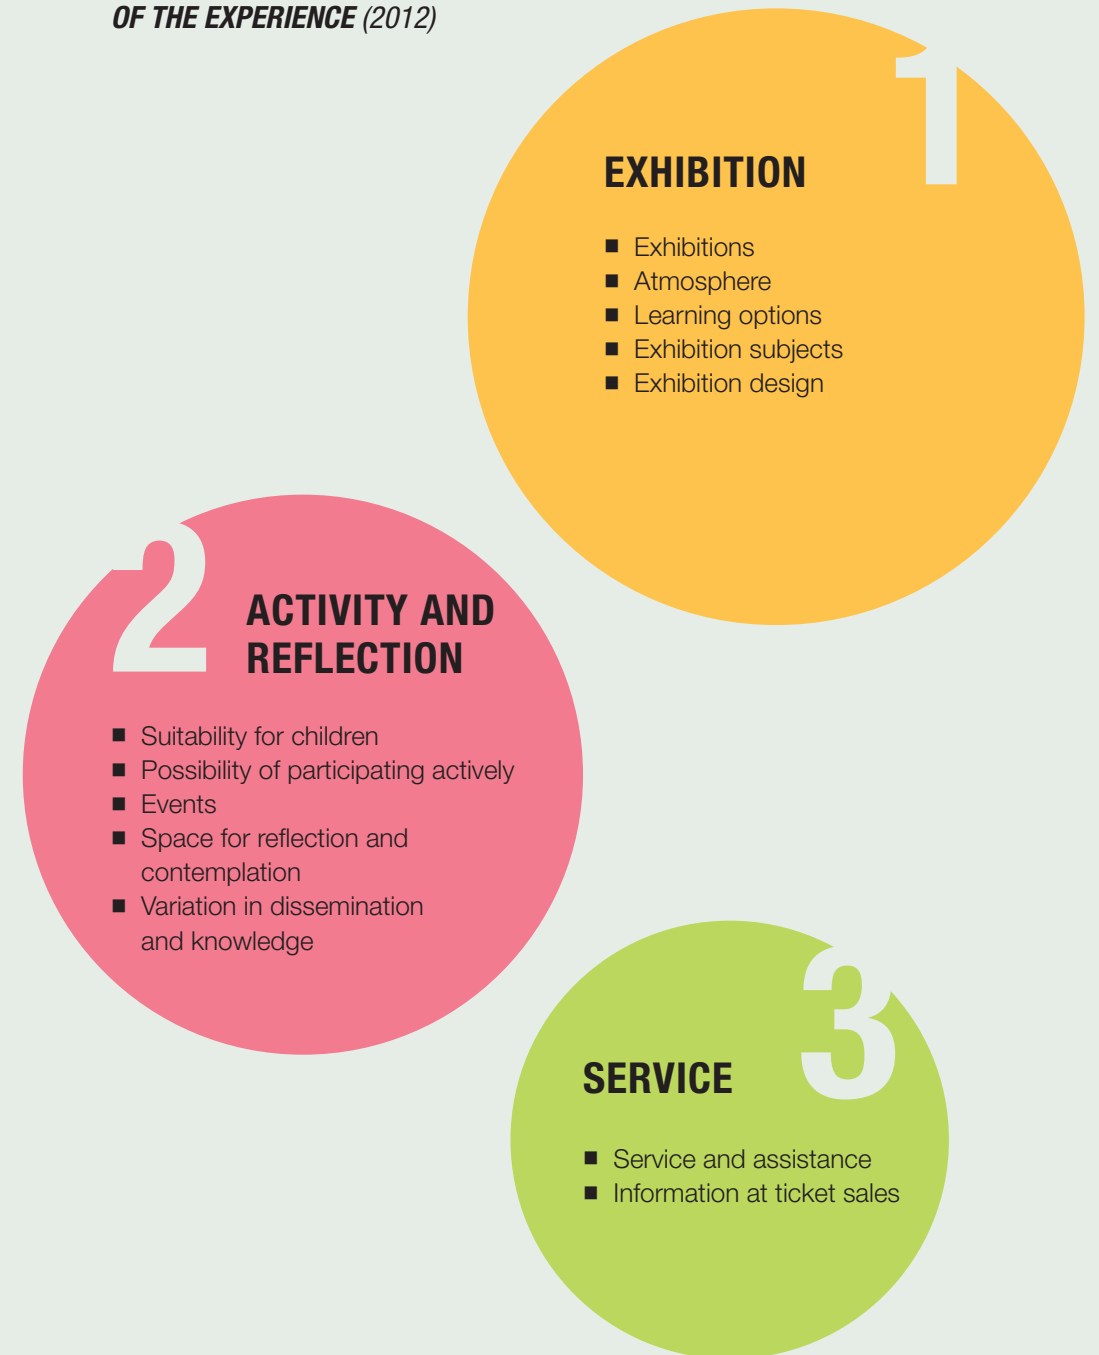 OF THE EXPERIENCE (2012)
1
EXHIBITION
■ Exhibitions
■ Atmosphere
■ Learning options
■ Exhibition subjects
■ Exhibition design
2
ACTIVITY AND
REFLECTION
■ Suitability for children
■ Possibility of participating actively
■ Events
■ Space for reflection and
contemplation
■ Variation in dissemination
and knowledge
3
SERVICE
■ Service and assistance
■ Information at ticket sales